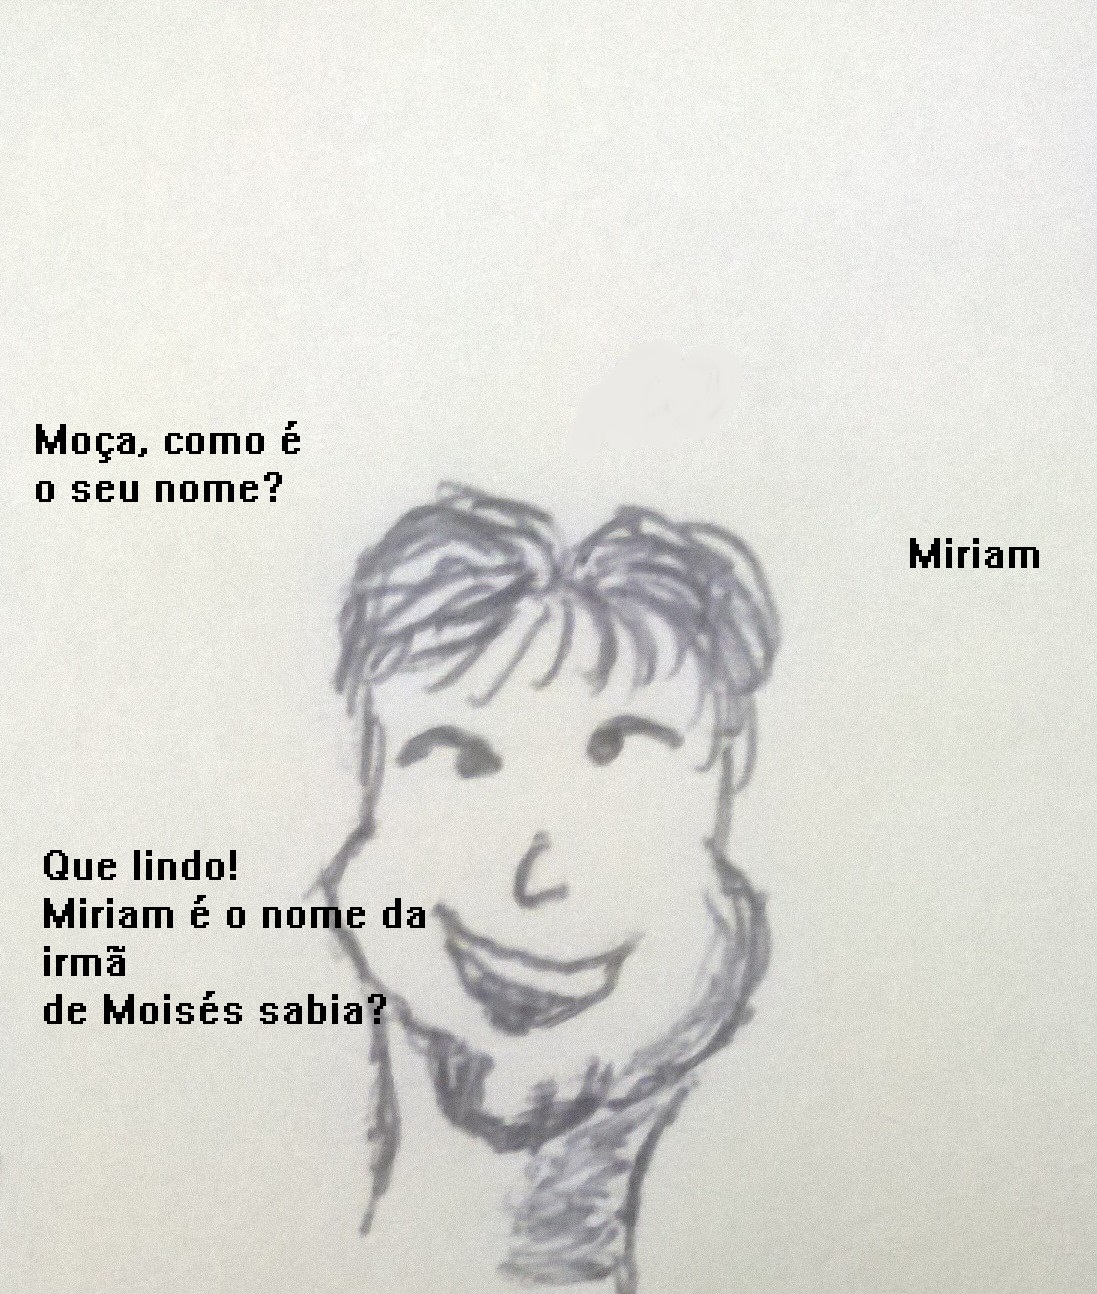 Moça, como é
o seu nome?
Miriam
Que lindo!
Miriam é o nome da
irmã
de Moisés sabia?